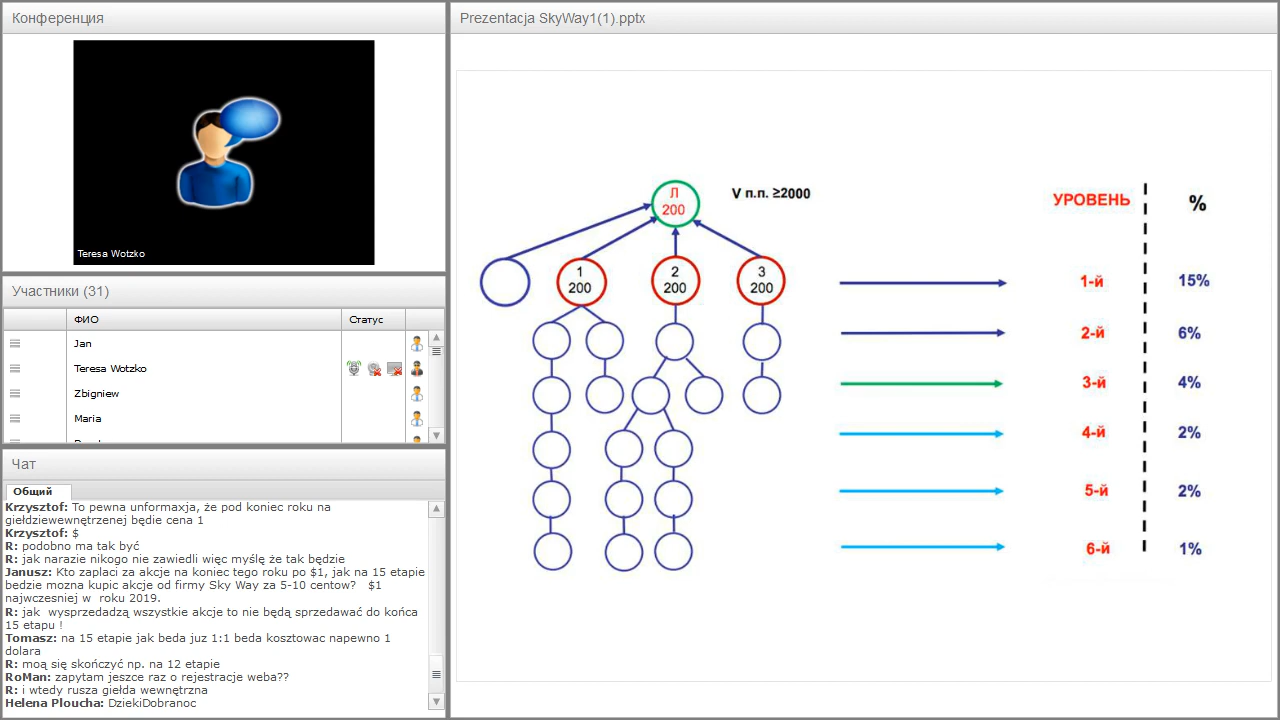 Конференция
Teresa Wotzko
Участники (31)
ФИО
Статус
Jan
Teresa Wotzko
Zbigniew
Maria
Чат
Общий
Krzysztof: To pewna unformaxja, że pod koniec roku na
giełdziewewnętrzenej będie cena 1
Krzysztof: $
R: podobno ma tak być
R: jak narazie nikogo nie zawiedli więc myślę że tak będzie
Janusz: Kto zaplaci za akcje na koniec tego roku po $1, jak na 15 etapie
bedzie mozna kupic akcje od firmy Sky Way za 5-10 centow? $1
najwczesniej w roku 2019.
R: jak wysprzedadzą wszystkie akcje to nie będą sprzedawać do końca
15 etapu !
Tomasz: na 15 etapie jak beda juz 1:1 beda kosztowac napewno 1
dolara
R: moą się skończyć np. na 12 etapie
RoMan: zapytam jeszce raz o rejestracje weba??
R: i wtedy rusza giełda wewnętrzna
Helena Ploucha: DziekiDobrynoc
Prezentacja SkyWay1(1).pptx
Л
200
V п.п. ≥2000
УРОВЕНЬ
%
1
200
2
200
3
200
1-й
15%
2-й
6%
3-й
4%
4-й
2%
5-й
2%
6-й
1%